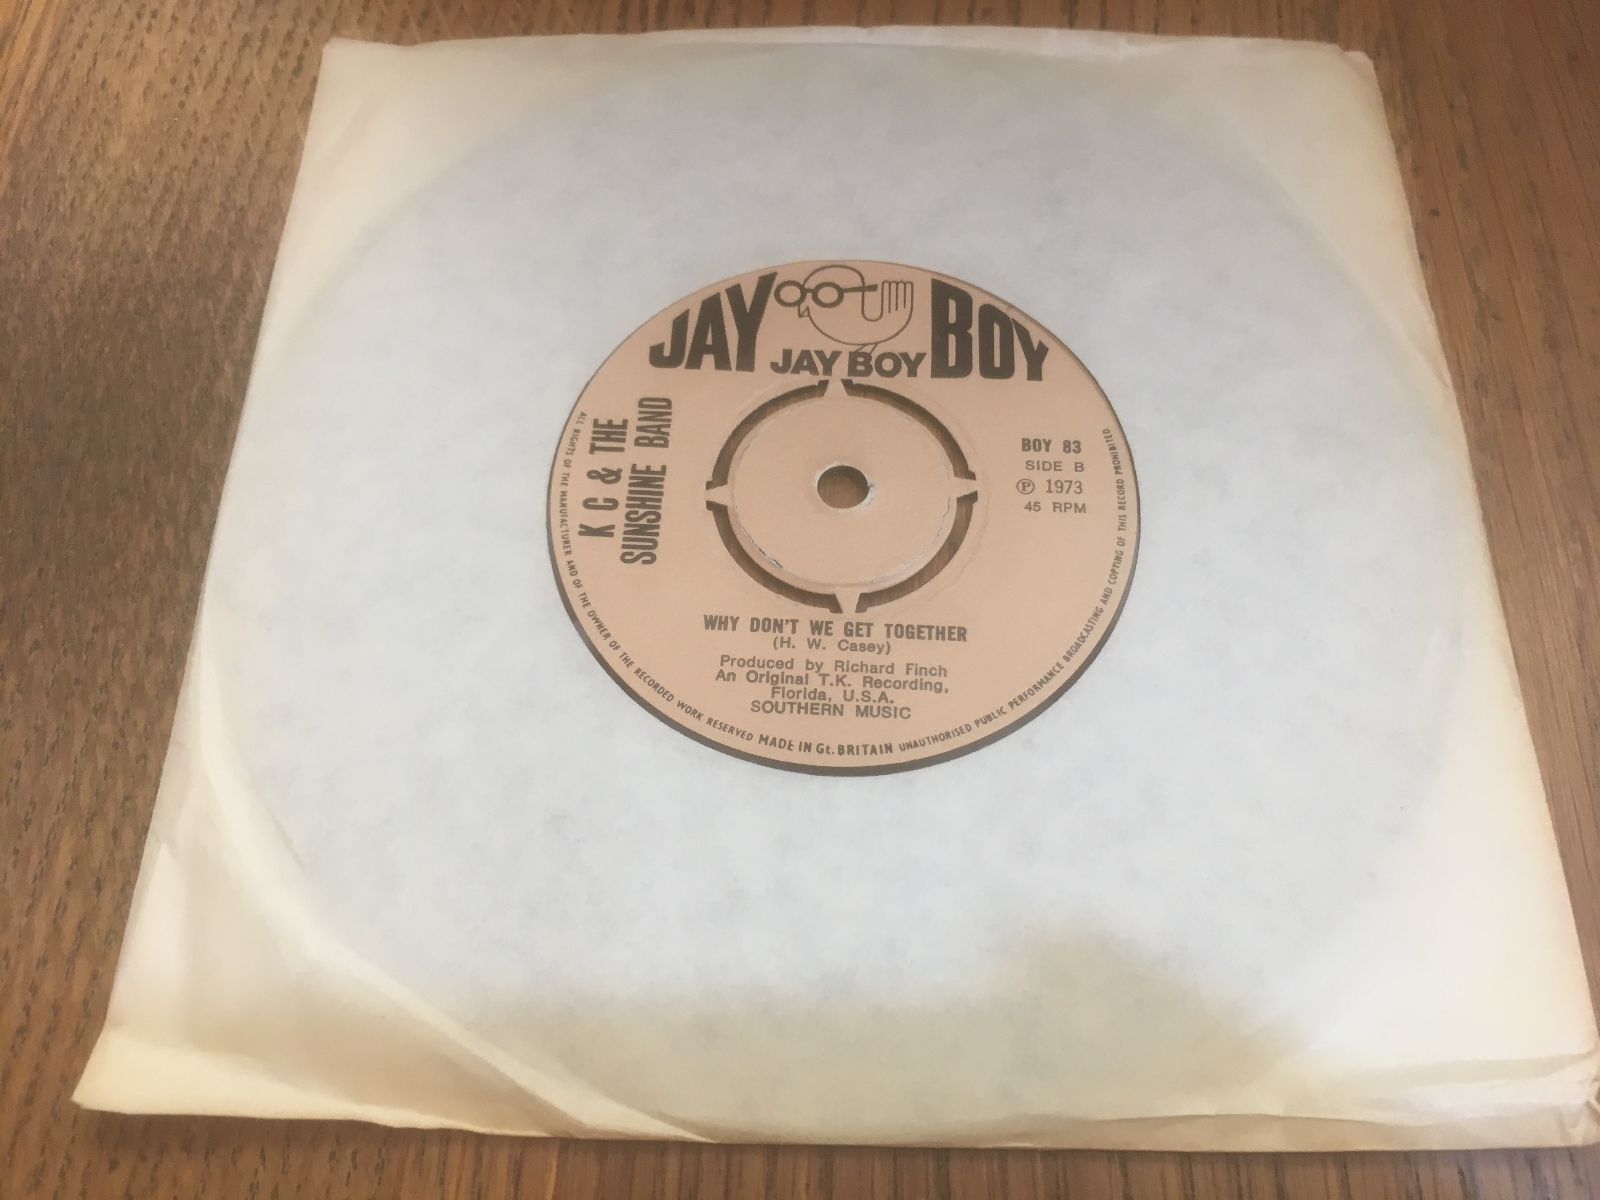 JAY BOY
JAY BOY
K C & THE
SUNSHINE BAND
BOY 83
SIDE B
Ⓟ 1973
45 RPM
WHY DON'T WE GET TOGETHER
(H. W. Casey)
Produced by Richard Finch
An Original T.K. Recording,
Florida, U.S.A.
SOUTHERN MUSIC
ALL RIGHTS OF THE MANUFACTURER AND OF THE OWNER OF THE RECORDED WORK RESERVED MADE IN Gt. BRITAIN UNAUTHORISED PUBLIC PERFORMANCE BROADCASTING AND COPYING OF THIS RECORD PROHIBITED